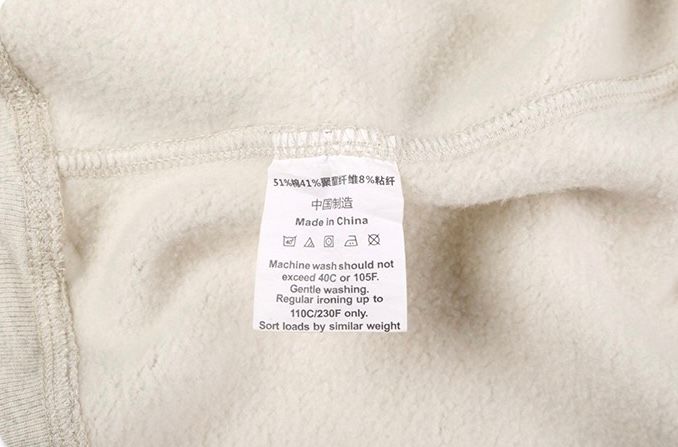 51%棉41%聚酯纤维8%粘纤
中国制造
Made in China
Machine wash should not
exceed 40C or 105F.
Gentle washing.
Regular ironing up to
110C/230F only.
Sort loads by similar weight